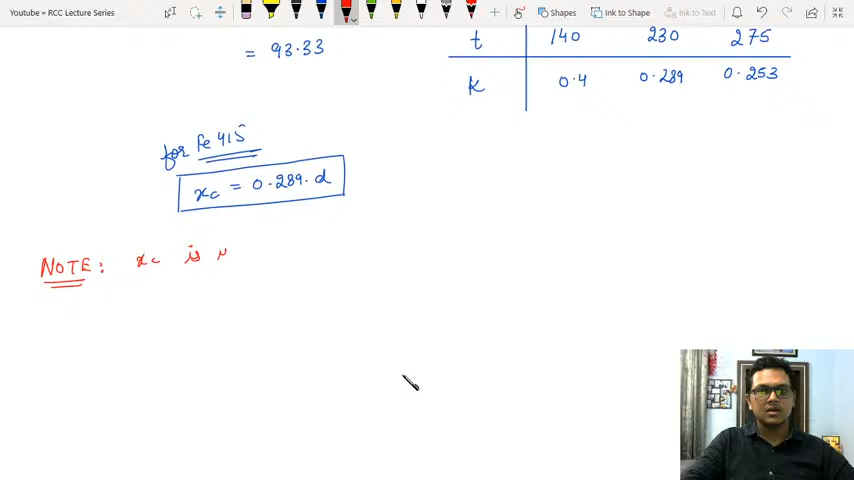 Youtube » RCC Lecture Series
Shapes
Ink to Shape
Ink to Text
= 93.33
t 140 230 275
K 0.4 0.289 0.253
for Fe 415
xc = 0.289.d
NOTE: xc is